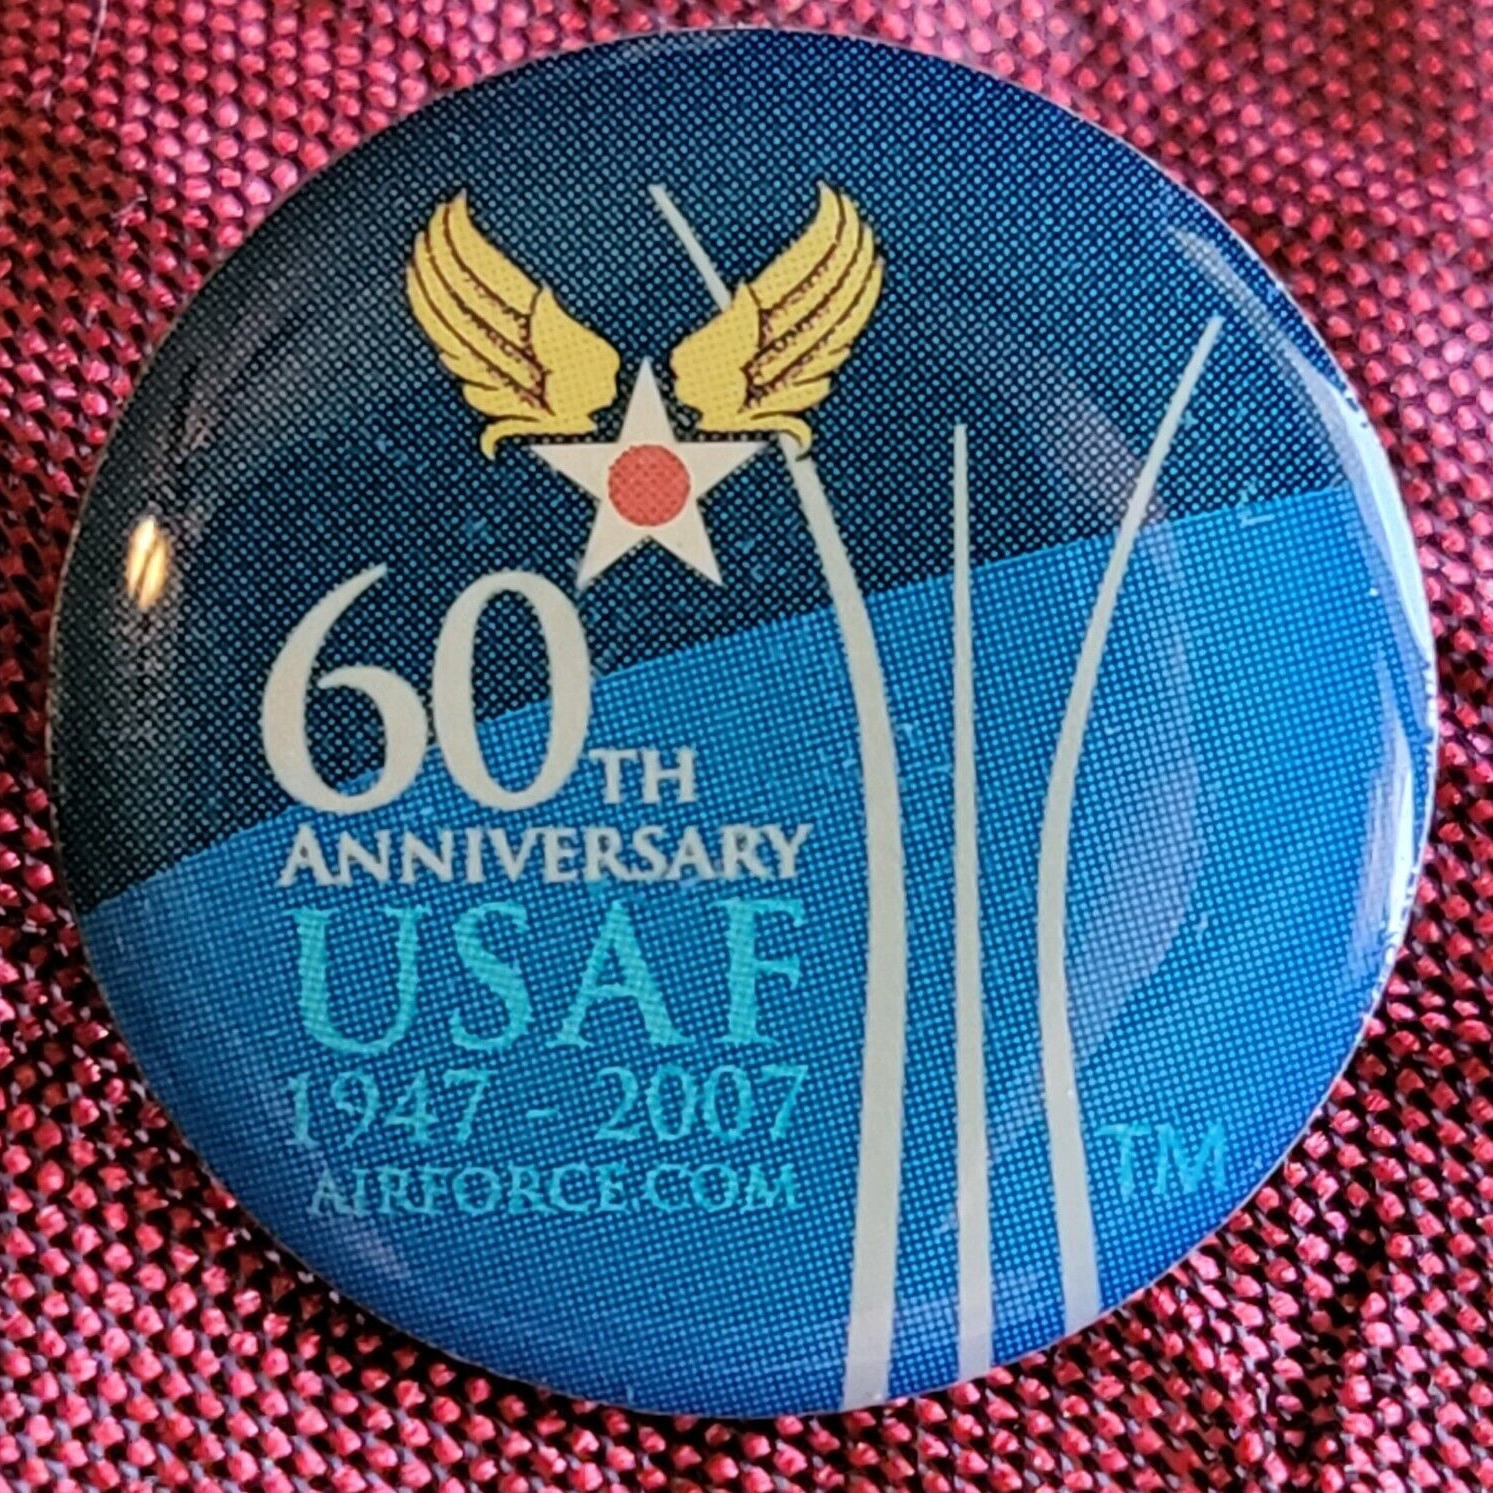 60TH
ANNIVERSARY
USAF
1947 - 2007
AIRFORCE.COM
TM